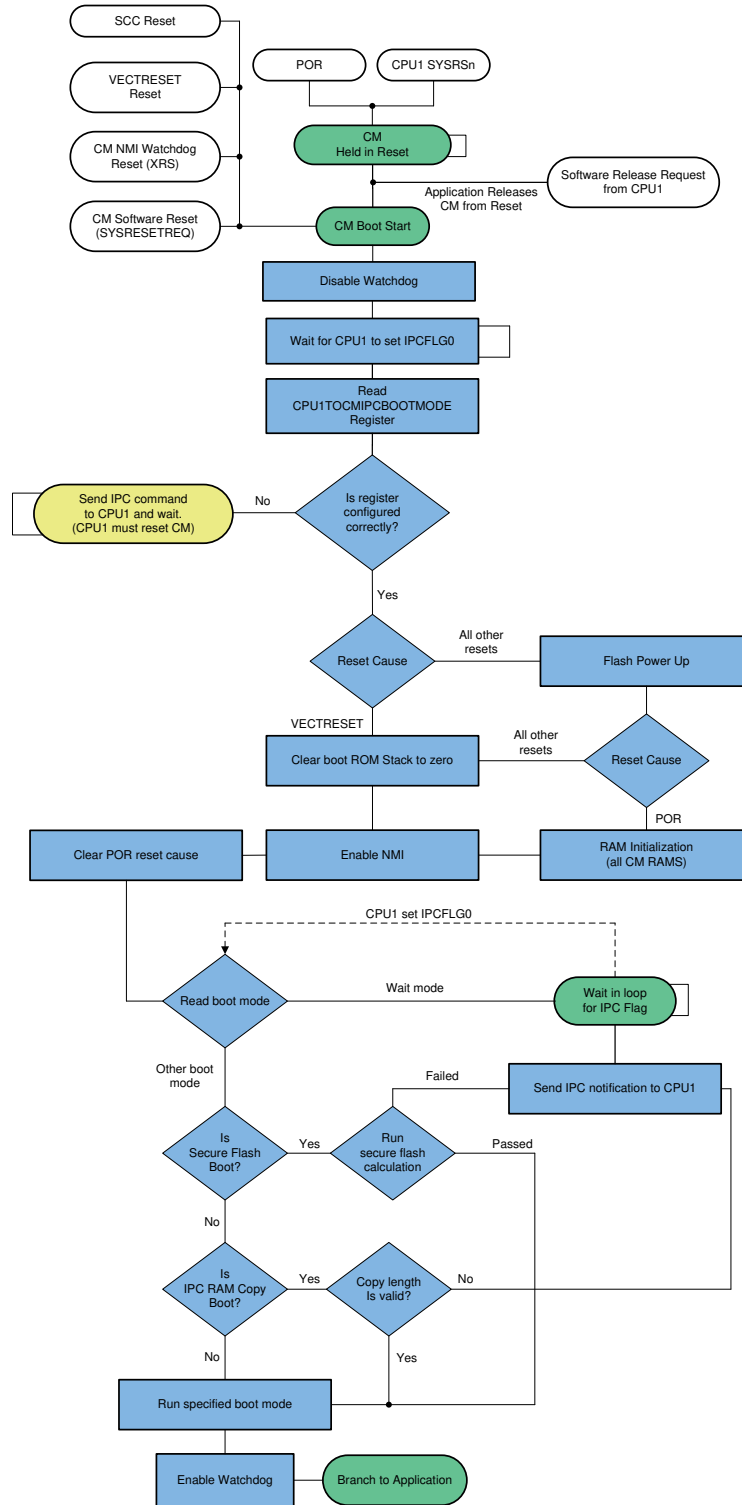 SCC Reset
POR
CPU1 SYSRSn
VECTRESET
Reset
CM
Held in Reset
CM NMI Watchdog
Reset (XRS)
Software Release Request
from CPU1
Application Releases
CM from Reset
CM Software Reset
(SYSRESETREQ)
CM Boot Start
Disable Watchdog
Wait for CPU1 to set IPCFLG0
Read
CPU1TOCMIPCBOOTMODE
Register
Send IPC command
to CPU1 and wait.
(CPU1 must reset CM)
No
Is register
configured
correctly?
Yes
Reset Cause
All other
resets
Flash Power Up
VECTRESET
Clear boot ROM Stack to zero
All other
resets
Reset Cause
POR
Clear POR reset cause
Enable NMI
RAM Initialization
(all CM RAMS)
CPU1 set IPCFLG0
Read boot mode
Wait mode
Wait in loop
for IPC Flag
Other boot
mode
Failed
Send IPC notification to CPU1
Is
Secure Flash
Boot?
Yes
Run
secure flash
calculation
Passed
No
Is
IPC RAM Copy
Boot?
Yes
Copy length
Is valid?
No
No
Yes
Run specified boot mode
Enable Watchdog
Branch to Application